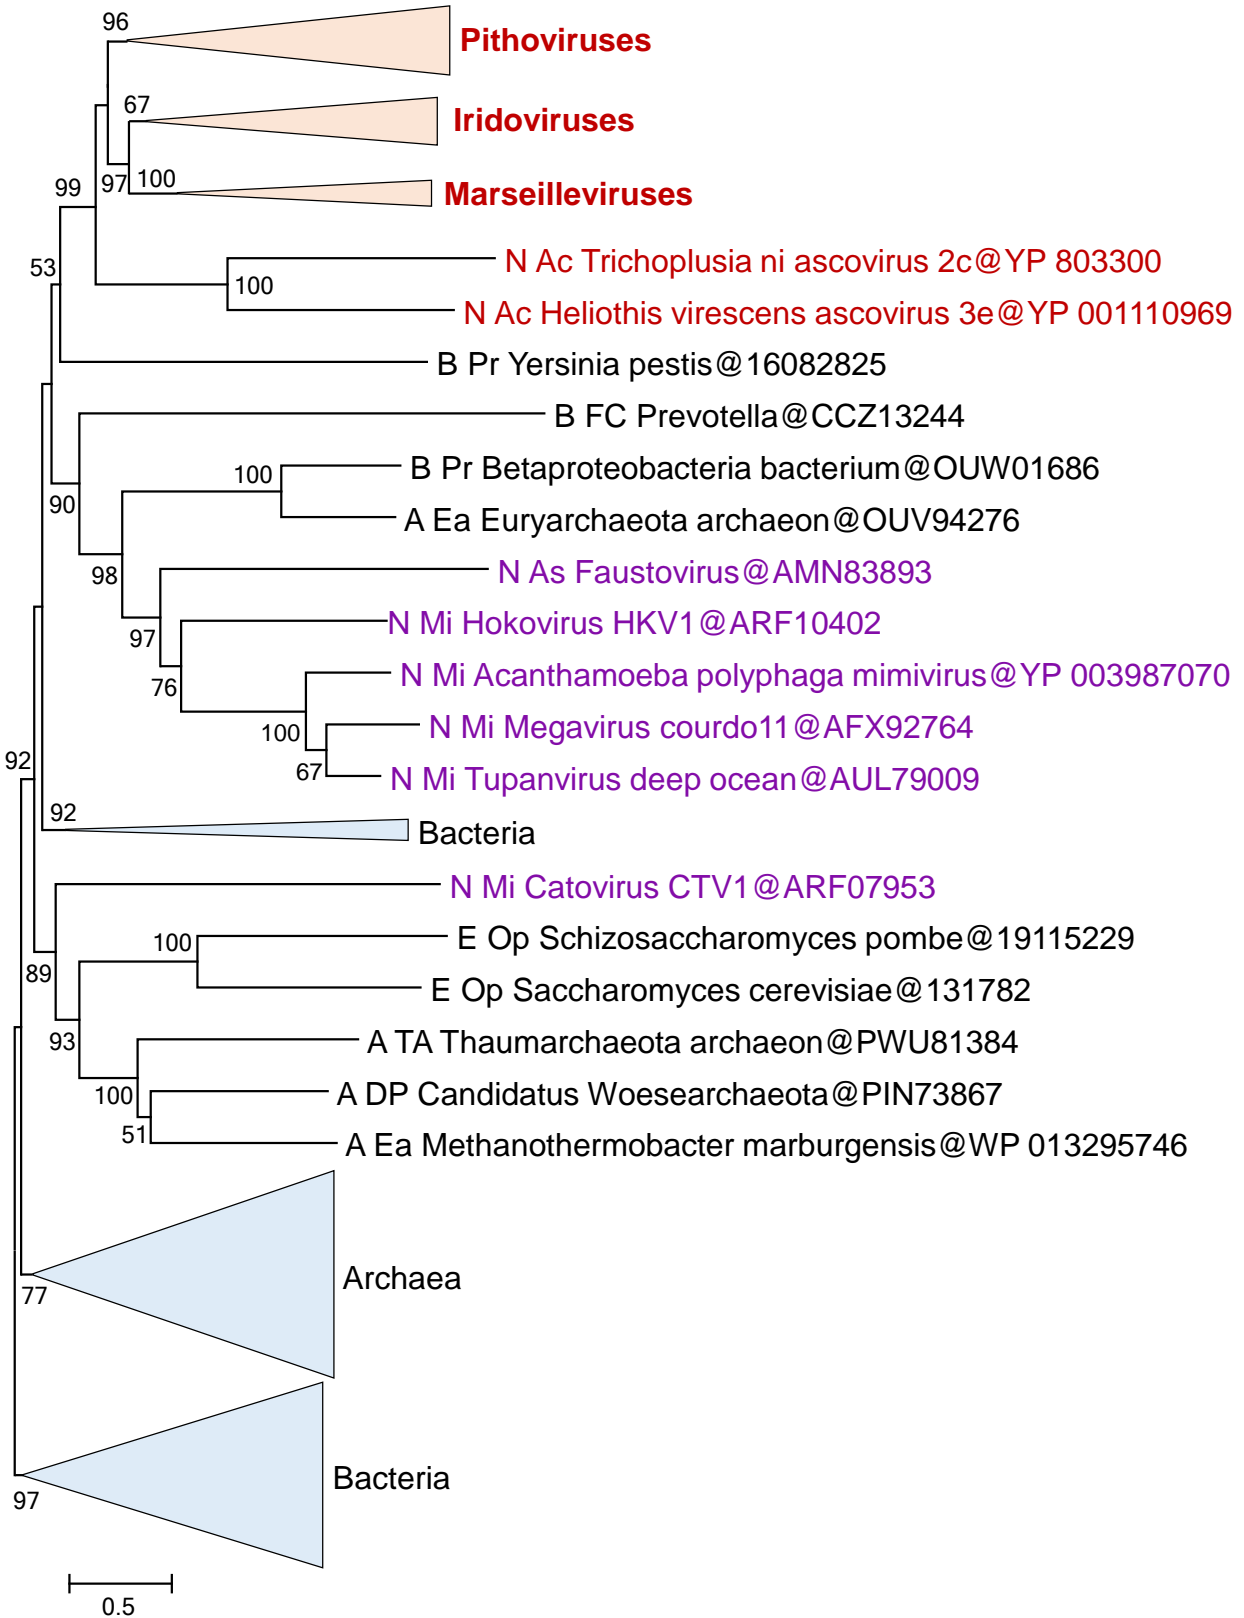 96
Pithoviruses
67
Iridoviruses
97
100
Marseilleviruses
99
N Ac Trichoplusia ni ascovirus 2c@YP 803300
53
100
N Ac Heliothis virescens ascovirus 3e@YP 001110969
B Pr Yersinia pestis@16082825
B FC Prevotella@CCZ13244
100
B Pr Betaproteobacteria bacterium@OUW01686
90
A Ea Euryarchaeota archaeon@OUV94276
98
N As Faustovirus@AMN83893
97
N Mi Hokovirus HKV1@ARF10402
76
N Mi Acanthamoeba polyphaga mimivirus@YP 003987070
100
N Mi Megavirus courdo11@AFX92764
92
67
N Mi Tupanvirus deep ocean@AUL79009
92
Bacteria
N Mi Catovirus CTV1@ARF07953
100
E Op Schizosaccharomyces pombe@19115229
89
E Op Saccharomyces cerevisiae@131782
93
A TA Thaumarchaeota archaeon@PWU81384
100
A DP Candidatus Woesearchaeota@PIN73867
51
A Ea Methanothermobacter marburgensis@WP 013295746
Archaea
77
Bacteria
97
0.5